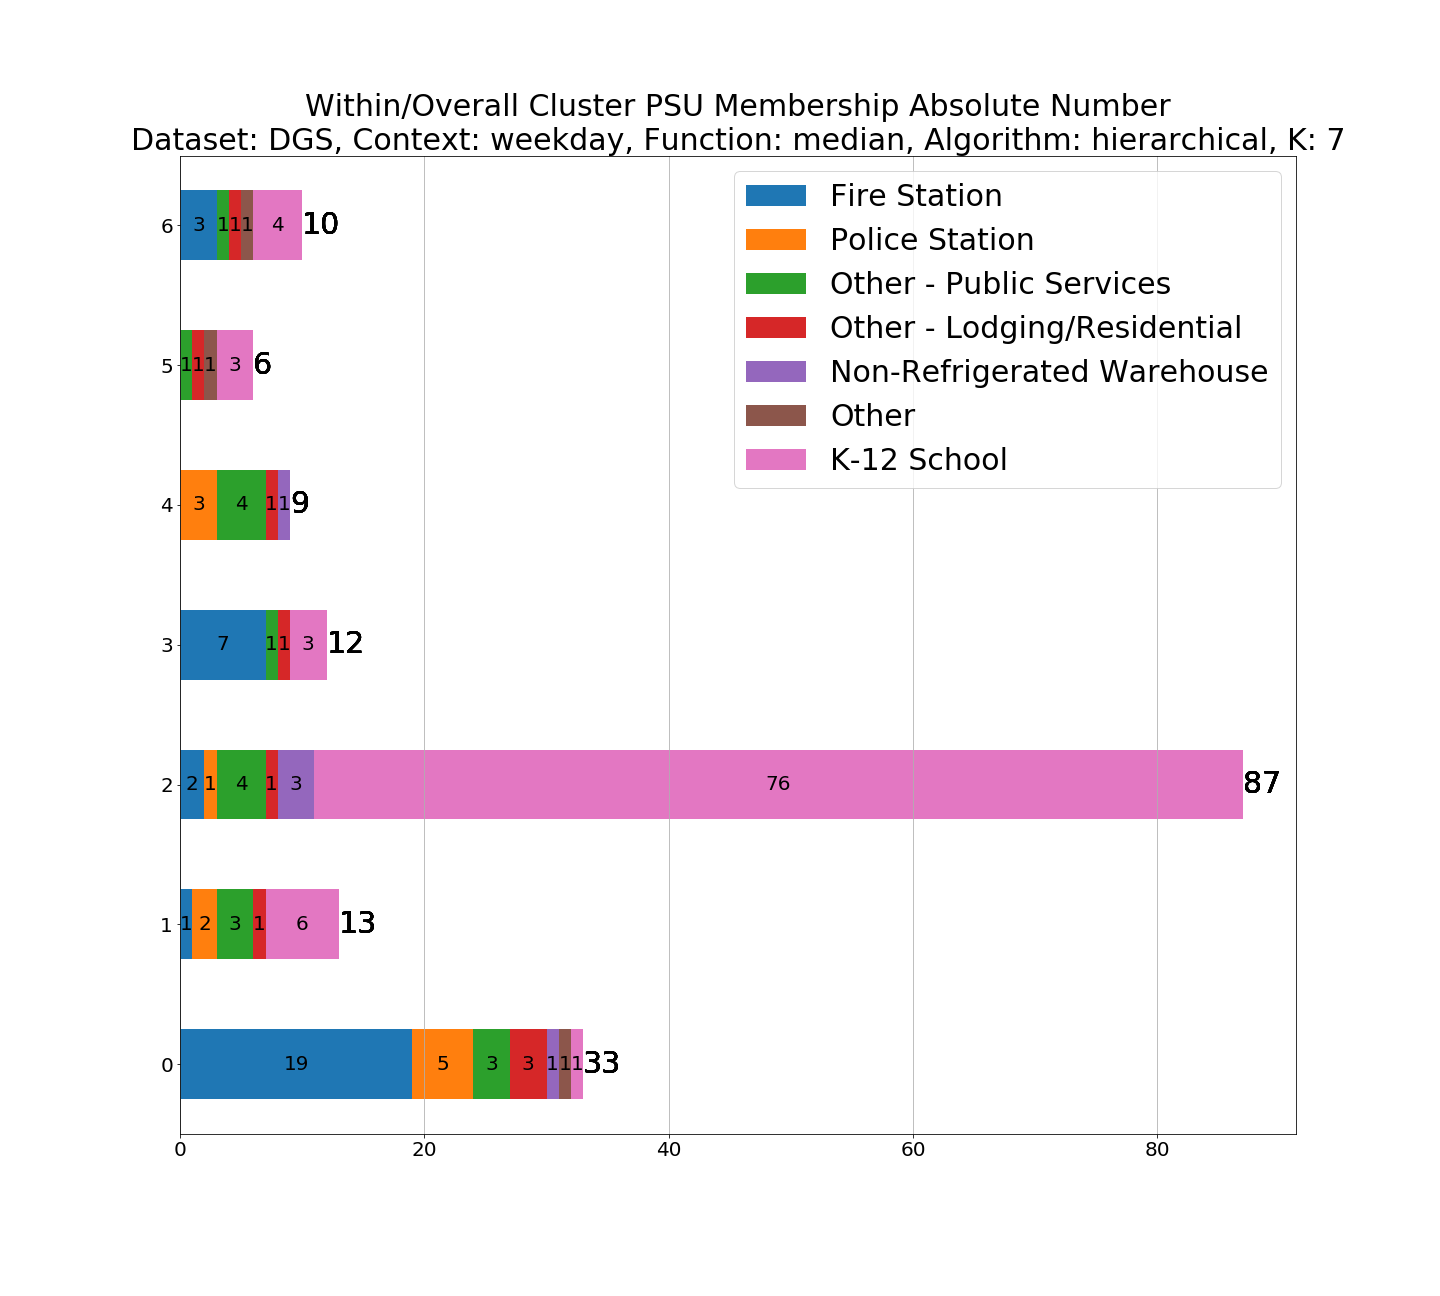 Within/Overall Cluster PSU Membership Absolute Number
Dataset: DGS, Context: weekday, Function: median, Algorithm: hierarchical, K: 7
Fire Station
Police Station
Other - Public Services
Other - Lodging/Residential
Non-Refrigerated Warehouse
Other
K-12 School
6 3 1 1 1 4 10
5 1 1 1 3 6
4 3 4 1 1 9
3 7 1 1 3 12
2 2 1 4 1 3 76 87
1 1 2 3 1 6 13
0 19 5 3 3 1 1 1 33
0 20 40 60 80